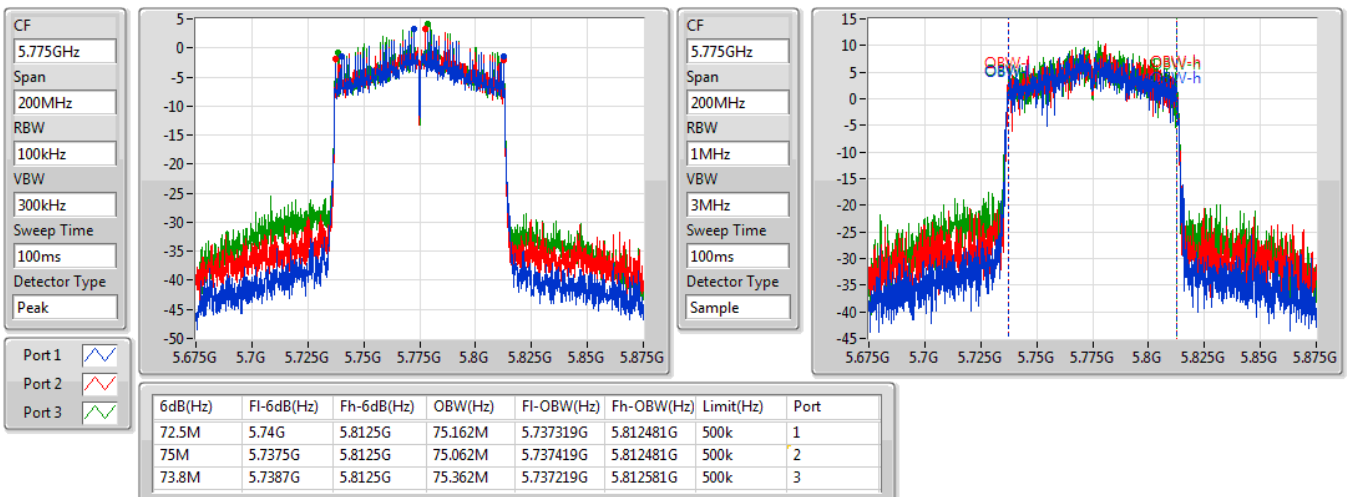 CF
5.775GHz
Span
200MHz
RBW
100kHz
VBW
300kHz
Sweep Time
100ms
Detector Type
Peak
5
0
-5
-10
-15
-20
-25
-30
-35
-40
-45
-50
5.675G 5.7G 5.725G 5.75G 5.775G 5.8G 5.825G 5.85G 5.875G
CF
5.775GHz
Span
200MHz
RBW
1MHz
VBW
3MHz
Sweep Time
100ms
Detector Type
Sample
15
10
5
0
-5
-10
-15
-20
-25
-30
-35
-40
-45
OBW-h
5.675G 5.7G 5.725G 5.75G 5.775G 5.8G 5.825G 5.85G 5.875G
Port 1
Port 2
Port 3
6dB(Hz) Fl-6dB(Hz) Fh-6dB(Hz) OBW(Hz) Fl-OBW(Hz) Fh-OBW(Hz) Limit(Hz) Port
72.5M 5.74G 5.8125G 75.162M 5.737319G 5.812481G 500k 1
75M 5.7375G 5.8125G 75.062M 5.737419G 5.812481G 500k 2
73.8M 5.7387G 5.8125G 75.362M 5.737219G 5.812581G 500k 3